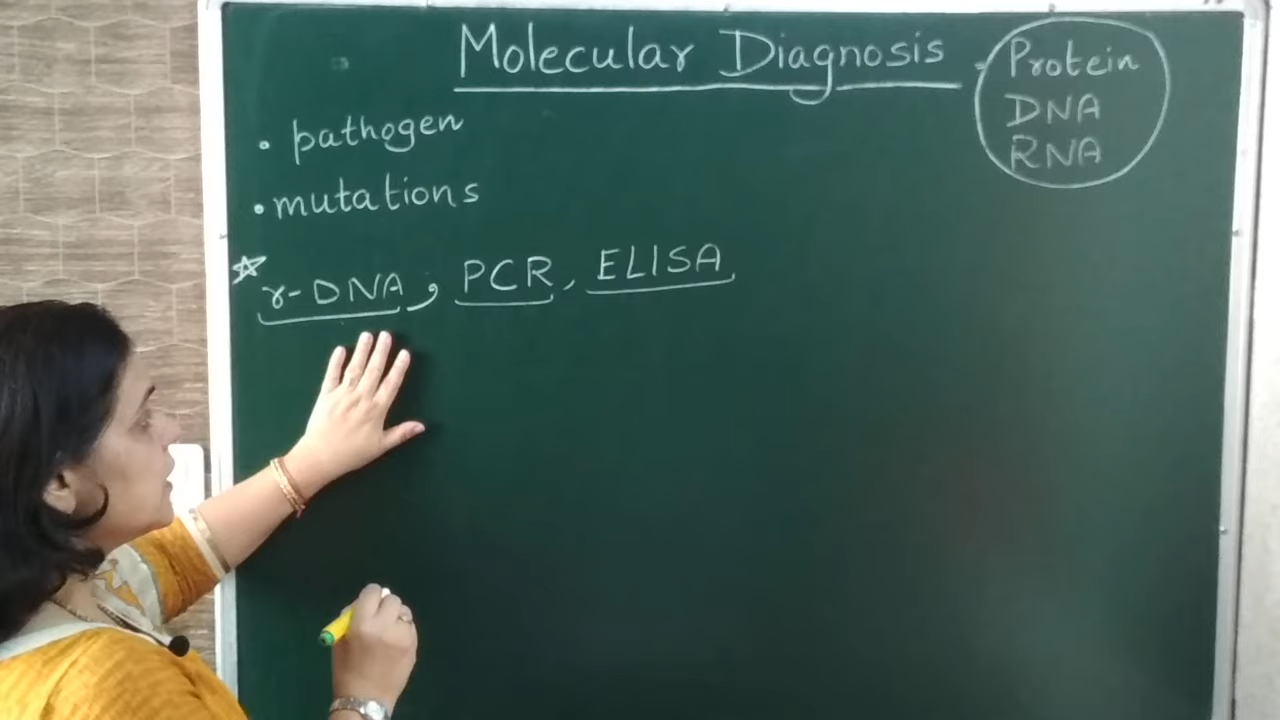 Molecular Diagnosis - Protein
DNA
RNA
• pathogen
• mutations
☆ r-DNA, PCR, ELISA